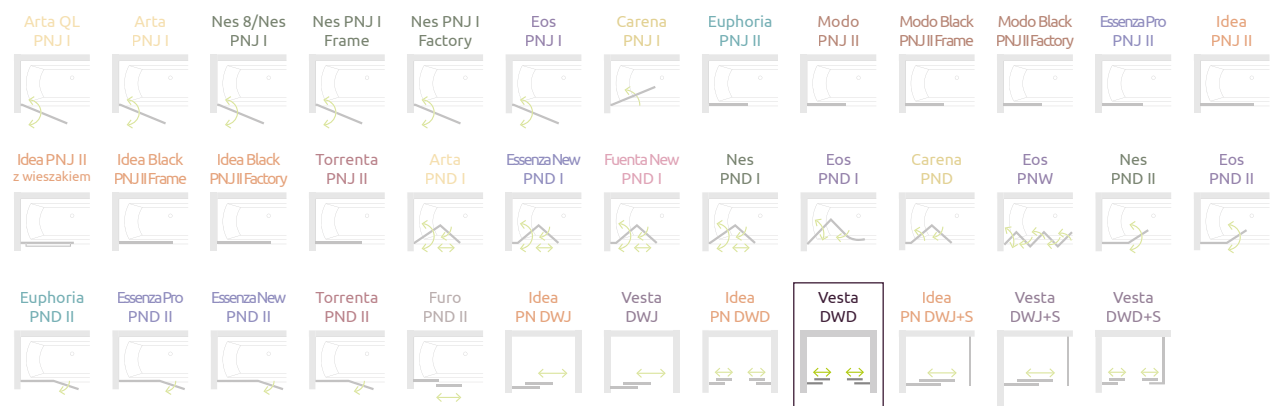 Arta QL
PNJ I
Arta
PNJ I
Nes 8/Nes
PNJ I
Nes PNJ I
Frame
Nes PNJ I
Factory
Eos
PNJ I
Carena
PNJ I
Euphoria
PNJ II
Modo
PNJ II
Modo Black
PNJ II Frame
Modo Black
PNJ II Factory
Essenza Pro
PNJ II
Idea
PNJ II
Idea PNJ II
z wieszakiem
Idea Black
PNJ II Frame
Idea Black
PNJ II Factory
Torrenta
PNJ II
Arta
PND I
Essenza New
PND I
Fuenta New
PND I
Nes
PND I
Eos
PND I
Carena
PND
Eos
PNW
Nes
PND II
Eos
PND II
Euphoria
PND II
Essenza Pro
PND II
Essenza New
PND II
Torrenta
PND II
Furo
PND II
Idea
PN DWJ
Vesta
DWJ
Idea
PN DWD
Vesta
DWD
Idea
PN DWJ+S
Vesta
DWJ+S
Vesta
DWD+S